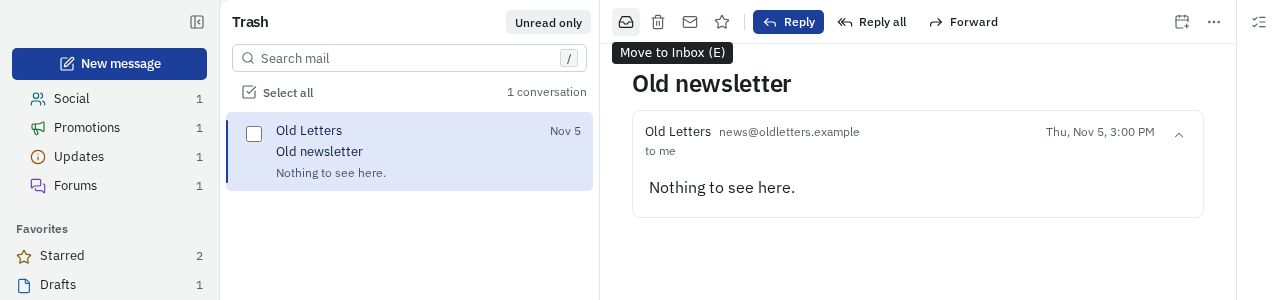 New message
Social 1
Promotions 1
Updates 1
Forums 1
Favorites
Starred 2
Drafts 1
Trash
Unread only
Search mail /
Select all
1 conversation
Old Letters Nov 5
Old newsletter
Nothing to see here.
Reply
Reply all
Forward
Move to Inbox (E)
Old newsletter
Old Letters news@oldletters.example Thu, Nov 5, 3:00 PM
to me
Nothing to see here.